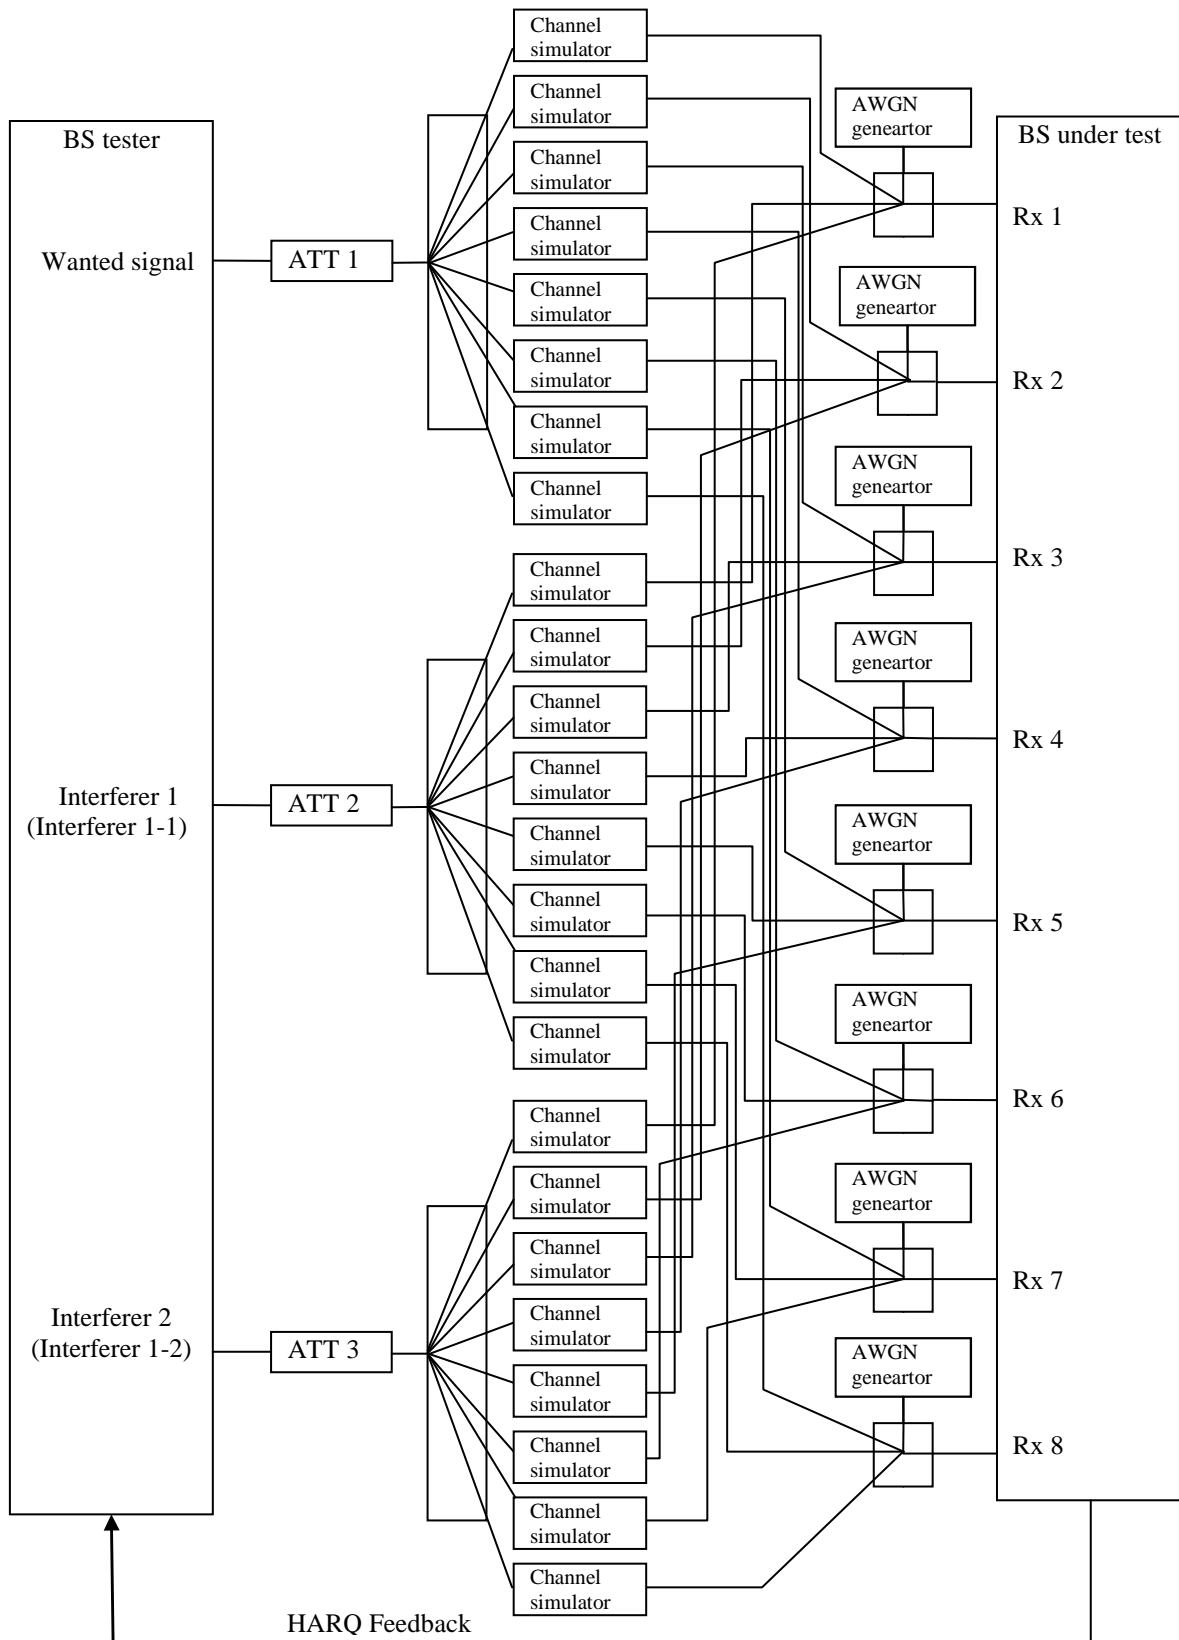 BS tester
Wanted signal
Interferer 1
(Interferer 1-1)
Interferer 2
(Interferer 1-2)
ATT 1
ATT 2
ATT 3
Channel
simulator
Channel
simulator
Channel
simulator
Channel
simulator
Channel
simulator
Channel
simulator
Channel
simulator
Channel
simulator
Channel
simulator
Channel
simulator
Channel
simulator
Channel
simulator
Channel
simulator
Channel
simulator
Channel
simulator
Channel
simulator
Channel
simulator
Channel
simulator
Channel
simulator
Channel
simulator
Channel
simulator
Channel
simulator
Channel
simulator
Channel
simulator
AWGN
geneartor
AWGN
geneartor
AWGN
geneartor
AWGN
geneartor
AWGN
geneartor
AWGN
geneartor
AWGN
geneartor
AWGN
geneartor
BS under test
Rx 1
Rx 2
Rx 3
Rx 4
Rx 5
Rx 6
Rx 7
Rx 8
HARQ Feedback